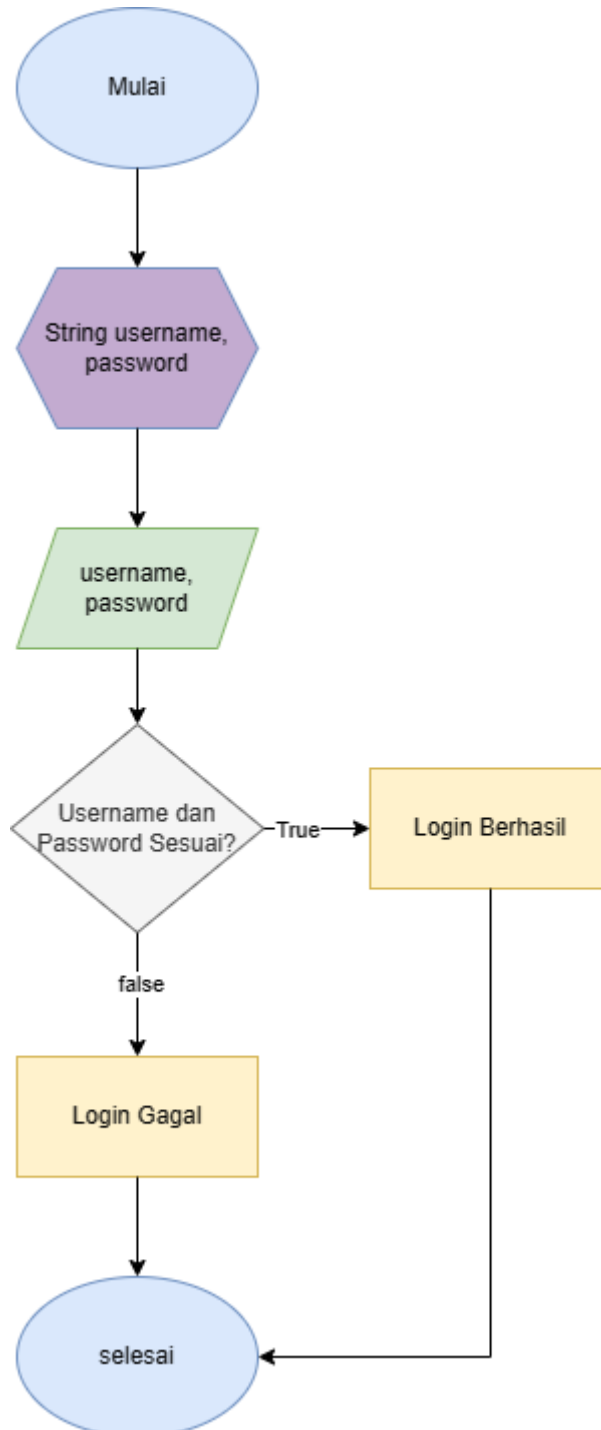 Mulai
String username,
password
username,
password
Username dan
Password Sesuai?
True
Login Berhasil
false
Login Gagal
selesai